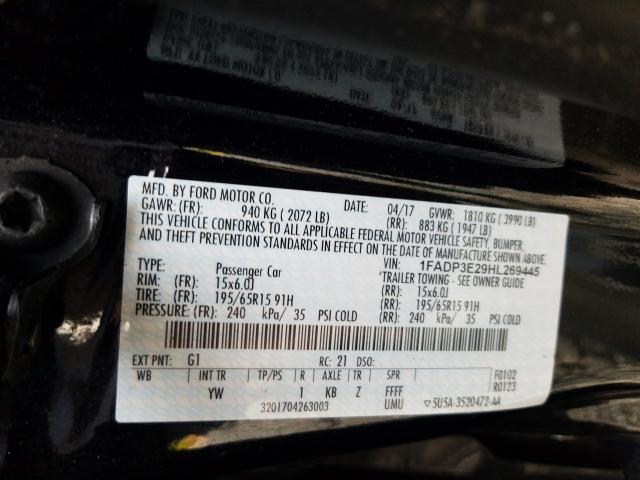 MFD. BY FORD MOTOR CO.
DATE: 04/17 GVWR: 1810 KG ( 3990 LB)
GAWR: (FR): 940 KG ( 2072 LB) (RR): 883 KG ( 1947 LB)
THIS VEHICLE CONFORMS TO ALL APPLICABLE FEDERAL MOTOR VEHICLE SAFETY, BUMPER,
AND THEFT PREVENTION STANDARDS IN EFFECT ON THE DATE OF MANUFACTURE SHOWN ABOVE.
VIN: 1FADP3E29HL269445
TYPE: Passenger Car 'TRAILER TOWING - SEE OWNER GUIDE
RIM: (FR): 15x6.0J (RR): 15x6.0J
TIRE: (FR): 195/65R15 91H (RR): 195/65R15 91H
PRESSURE: (FR): 240 kPa/ 35 PSI COLD (RR): 240 kPa/ 35 PSI COLD
EXT PNT: G1 RC: 21 DSO:
WB INT TR TP/PS R AXLE TR SPR F0102
YW 1 KB Z FFFF R0123
3201704263003 UMU ▽5U5A-3520472-AA